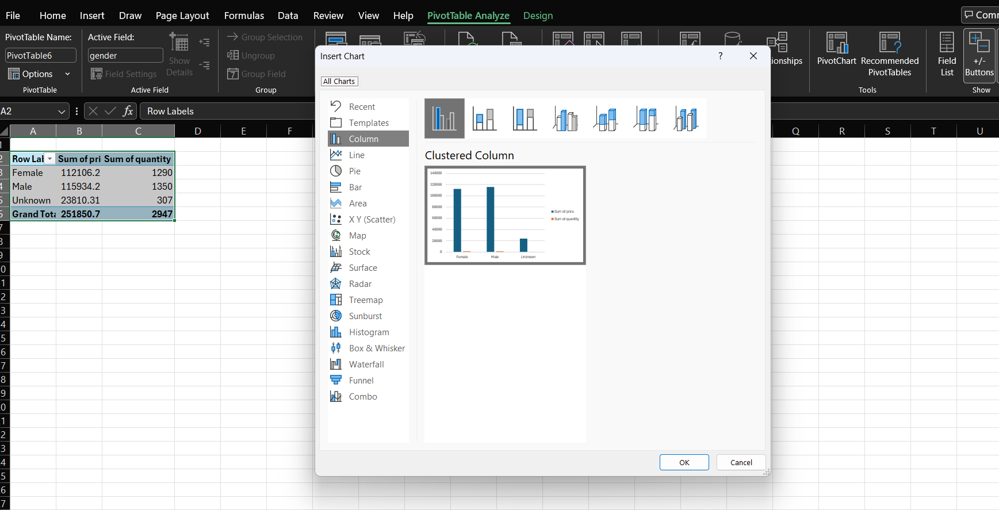 File Home Insert Draw Page Layout Formulas Data Review View Help PivotTable Analyze Design
PivotTable Name:
PivotTable6
Options
PivotTable
Active Field:
gender
Field Settings
Show
Details
Active Field
Group Selection
Ungroup
Group Field
Group
PivotChart
Recommended
PivotTables
Tools
Field
List
+/-
Buttons
Show
A2 fx Row Labels
A B C D E F Q R S T U
Sum of pri Sum of quantity
Female 112106.2 1290
Male 115934.2 1350
Unknown 23810.31 307
Grand 251850.7 2947
Insert Chart ?
All Charts
Recent
Templates
Column
Line
Pie
Bar
Area
X Y (Scatter)
Map
Stock
Surface
Radar
Treemap
Sunburst
Histogram
Box & Whisker
Waterfall
Funnel
Combo
Clustered Column
140000
120000
100000
80000
60000
40000
20000
0
Female Male Unknown
Sum of price
Sum of quantity
OK Cancel